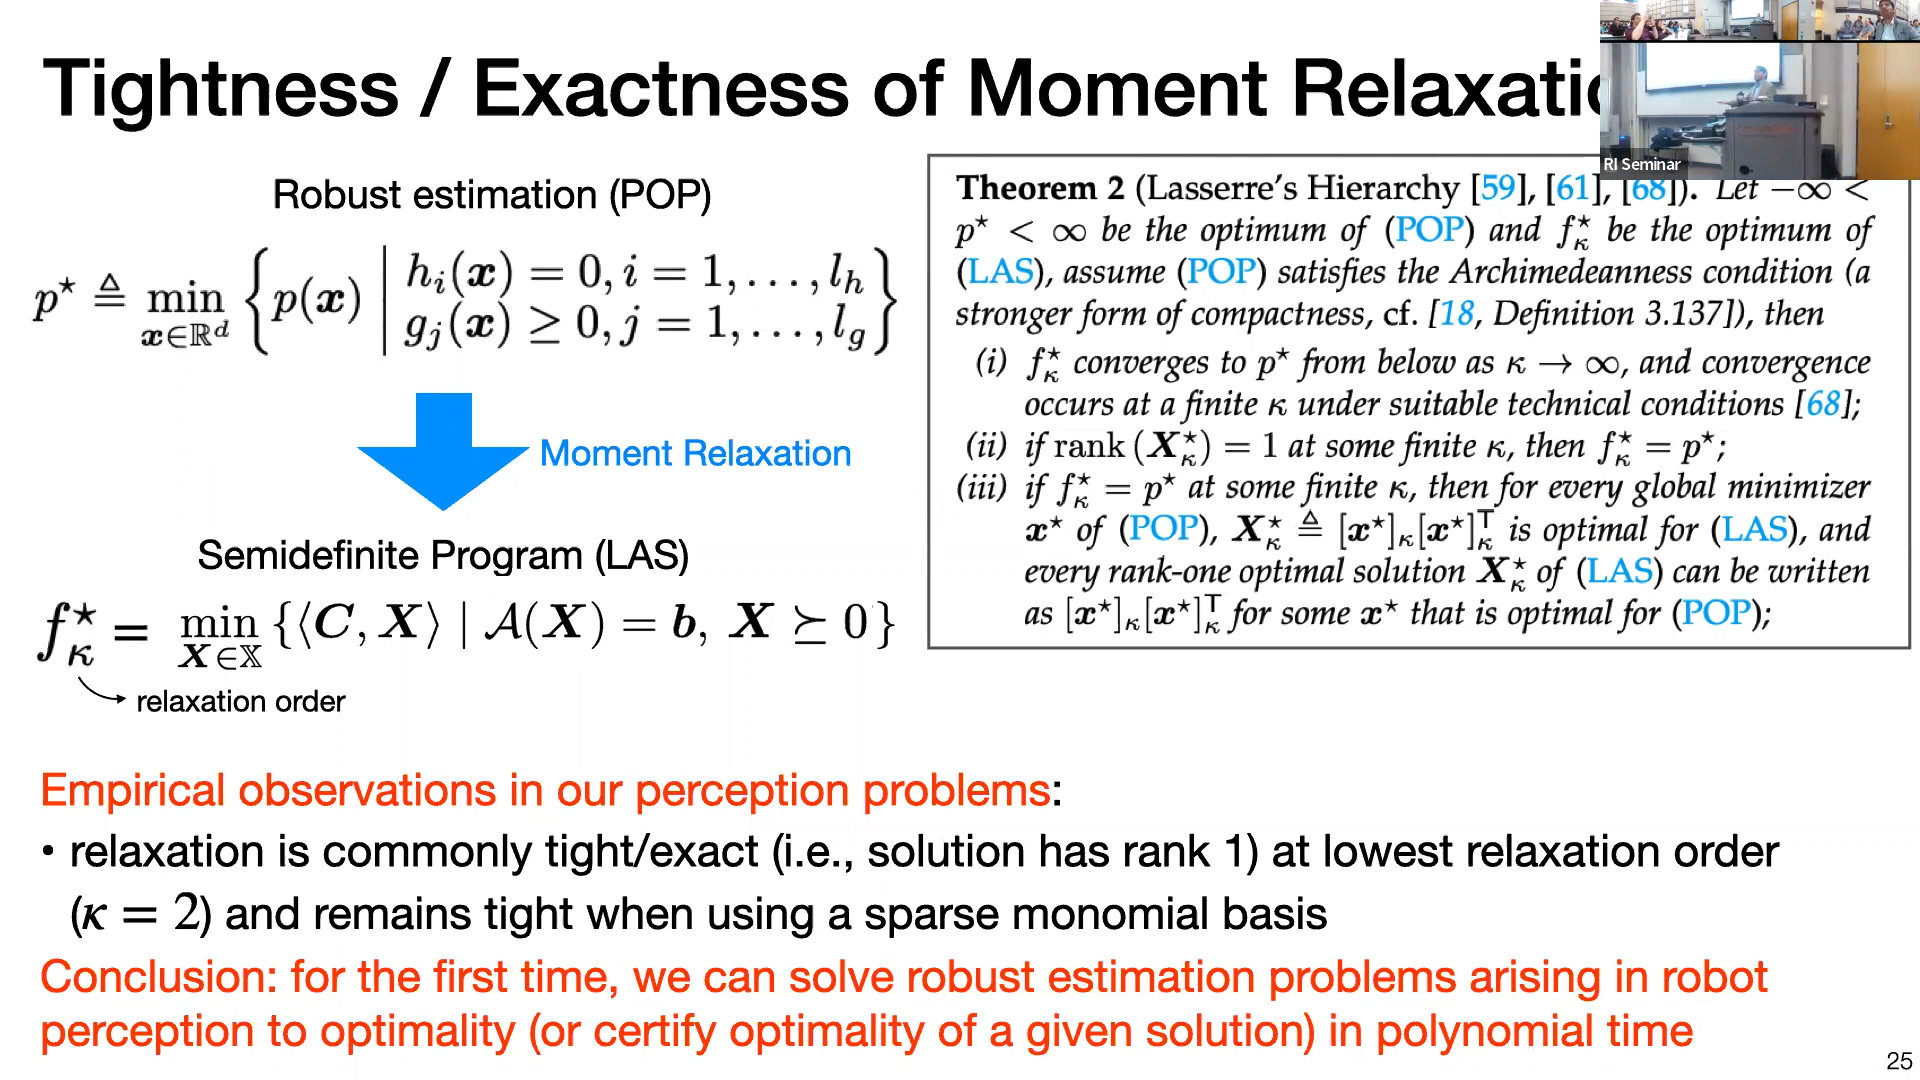 Tightness / Exactness of Moment Relaxatio
RI Seminar
Robust estimation (POP)
p⋆ ≜ min x∈ℝᵈ { p(x) | hᵢ(x) = 0, i = 1, . . . , l_h
gⱼ(x) ≥ 0, j = 1, . . . , l_g }
Moment Relaxation
Semidefinite Program (LAS)
f⋆_κ = min X∈𝕏 {⟨C, X⟩ | 𝒜(X) = b, X ⪰ 0}
relaxation order
Theorem 2 (Lasserre's Hierarchy [59], [61], [68]). Let −∞ <
p⋆ < ∞ be the optimum of (POP) and f⋆_κ be the optimum of
(LAS), assume (POP) satisfies the Archimedeanness condition (a
stronger form of compactness, cf. [18, Definition 3.137]), then
(i) f⋆_κ converges to p⋆ from below as κ → ∞, and convergence
occurs at a finite κ under suitable technical conditions [68];
(ii) if rank (X⋆_κ) = 1 at some finite κ, then f⋆_κ = p⋆;
(iii) if f⋆_κ = p⋆ at some finite κ, then for every global minimizer
x⋆ of (POP), X⋆_κ ≜ [x⋆]_κ[x⋆]ᵀ_κ is optimal for (LAS), and
every rank-one optimal solution X⋆_κ of (LAS) can be written
as [x⋆]_κ[x⋆]ᵀ_κ for some x⋆ that is optimal for (POP);
Empirical observations in our perception problems:
• relaxation is commonly tight/exact (i.e., solution has rank 1) at lowest relaxation order
(κ = 2) and remains tight when using a sparse monomial basis
Conclusion: for the first time, we can solve robust estimation problems arising in robot
perception to optimality (or certify optimality of a given solution) in polynomial time
25